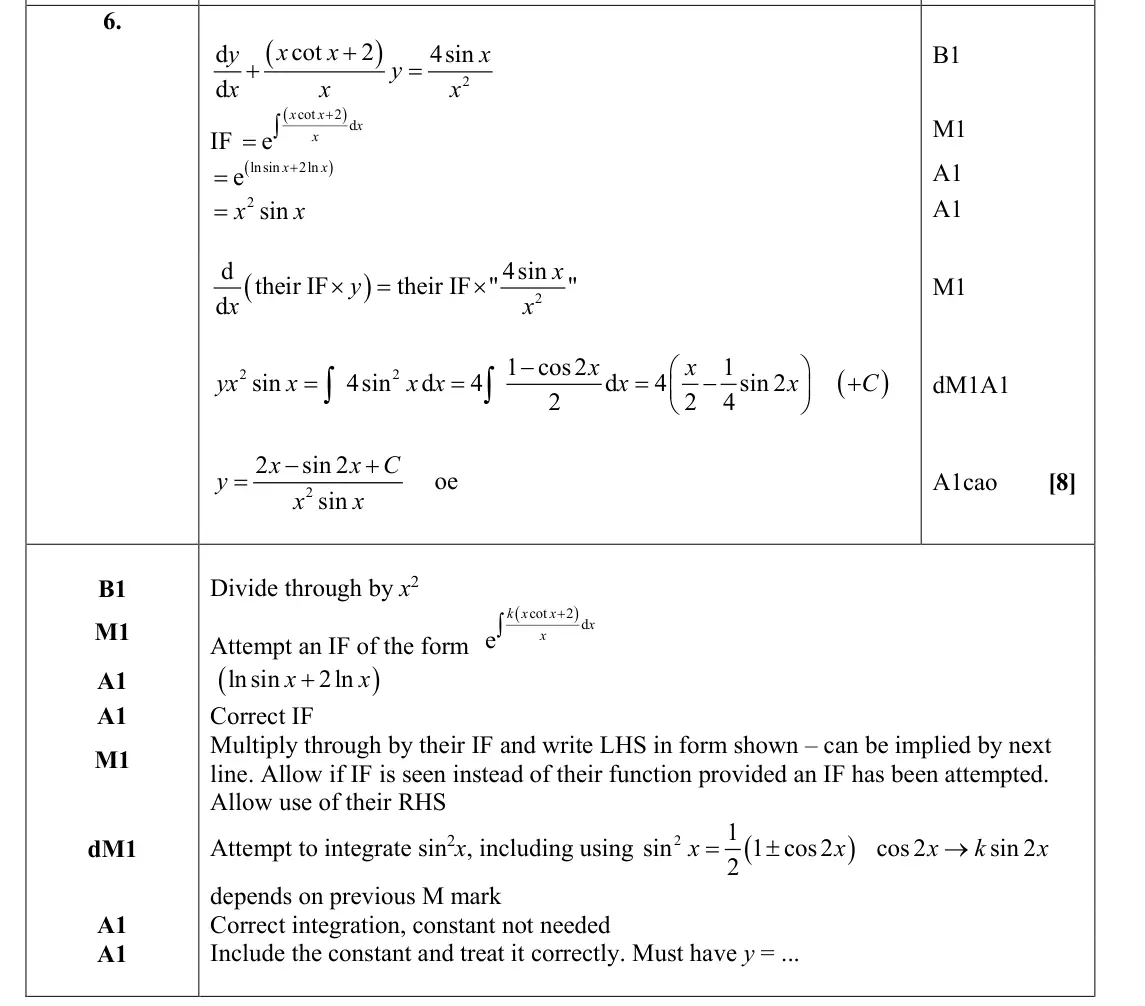 6.
dy/dx + (x cot x + 2)/x y = 4 sin x/x² B1
IF = e^∫(x cot x+2)/x dx M1
= e^(ln sin x+2 ln x) A1
= x² sin x A1
d/dx (their IF × y) = their IF × "4 sin x/x²" M1
yx² sin x = ∫ 4 sin² x dx = 4∫ (1 − cos 2x)/2 dx = 4(x/2 − 1/4 sin 2x) (+C) dM1A1
y = (2x − sin 2x + C)/(x² sin x) oe A1cao [8]
B1 Divide through by x²
M1 Attempt an IF of the form e^∫k(x cot x+2)/x dx
A1 (ln sin x + 2 ln x)
A1 Correct IF
M1 Multiply through by their IF and write LHS in form shown – can be implied by next
line. Allow if IF is seen instead of their function provided an IF has been attempted.
Allow use of their RHS
dM1 Attempt to integrate sin²x, including using sin² x = 1/2 (1 ± cos 2x) cos 2x → k sin 2x
depends on previous M mark
A1 Correct integration, constant not needed
A1 Include the constant and treat it correctly. Must have y = ...